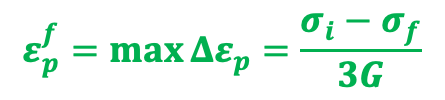 ε_p^f = max Δε_p = (σ_i − σ_f) / 3G